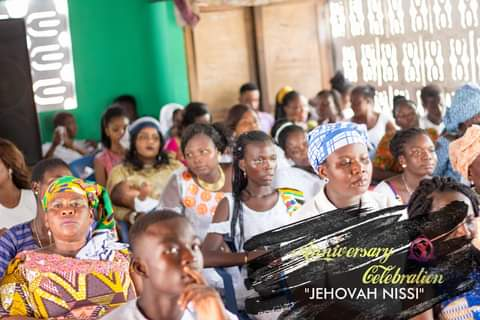 Anniversary
Celebration
"JEHOVAH NISSI"